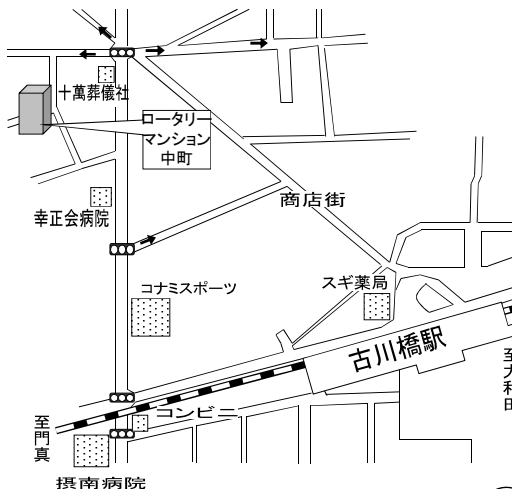 十萬葬儀社
ロータリー
マンション
中町
幸正会病院
商店街
コナミスポーツ
スギ薬局
古川橋駅
至大和田
コンビニ
至門真
摂南病院